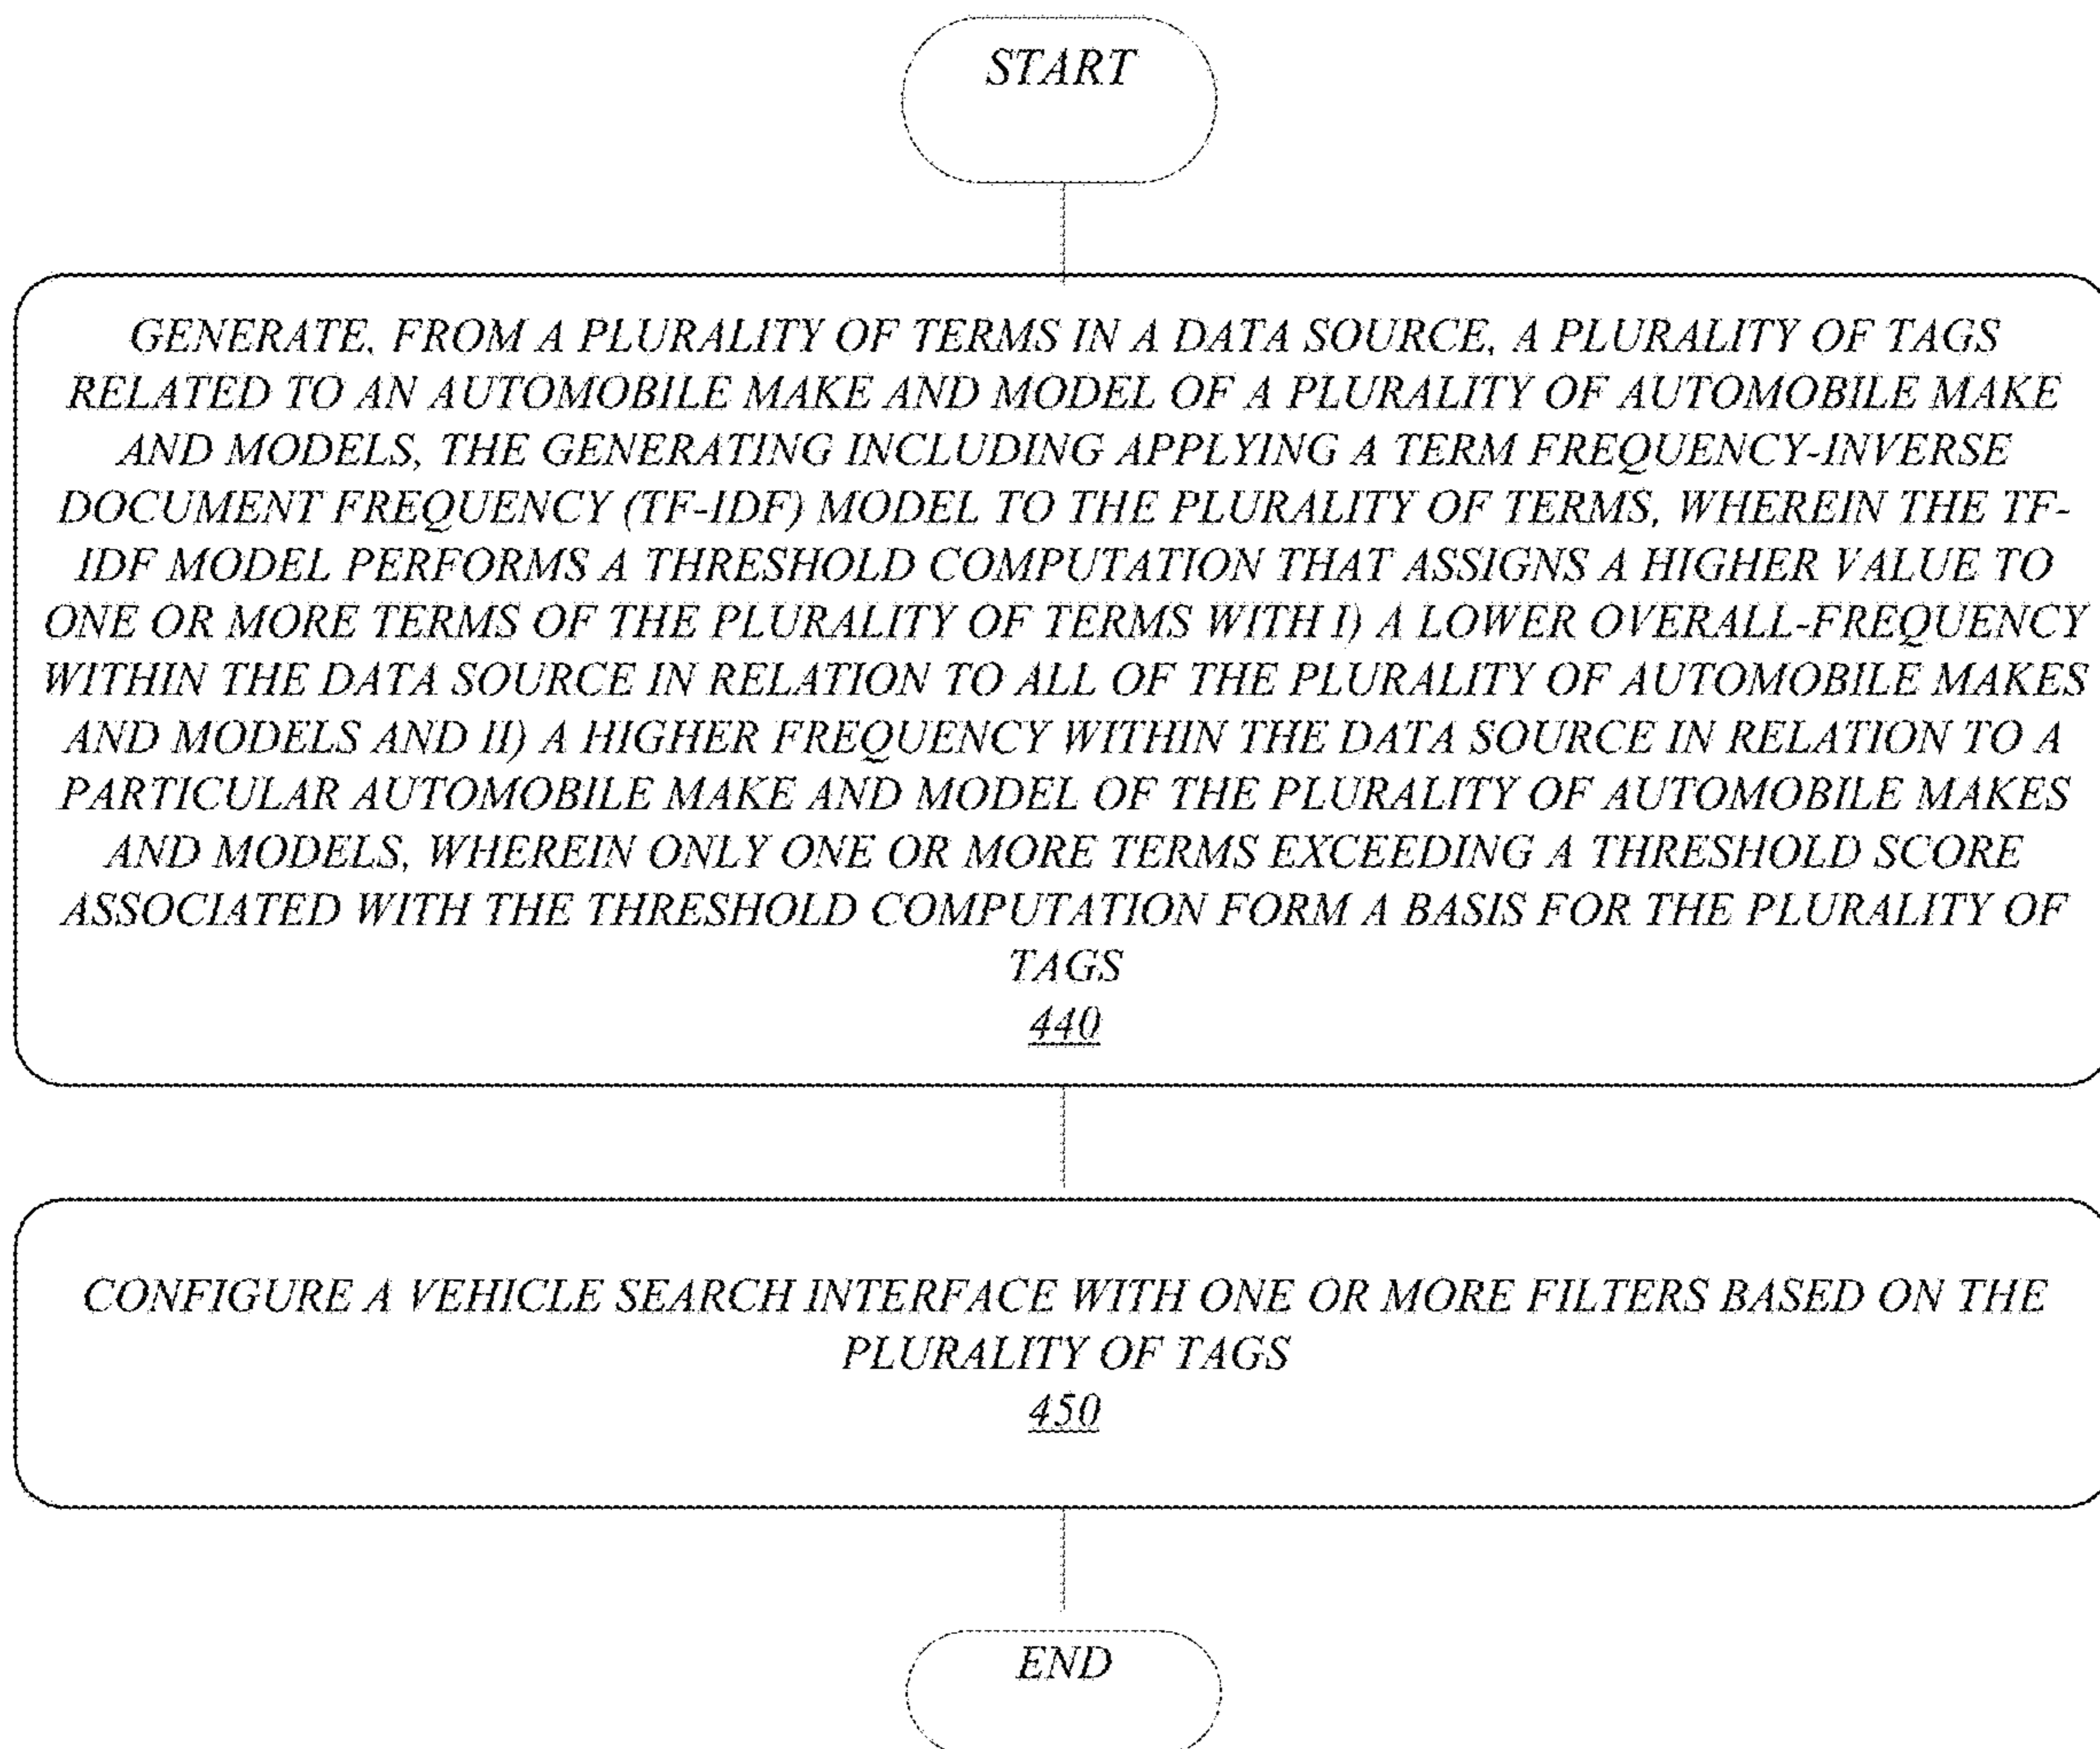 START
GENERATE, FROM A PLURALITY OF TERMS IN A DATA SOURCE, A PLURALITY OF TAGS
RELATED TO AN AUTOMOBILE MAKE AND MODEL OF A PLURALITY OF AUTOMOBILE MAKE
AND MODELS, THE GENERATING INCLUDING APPLYING A TERM FREQUENCY-INVERSE
DOCUMENT FREQUENCY (TF-IDF) MODEL TO THE PLURALITY OF TERMS, WHEREIN THE TF-
IDF MODEL PERFORMS A THRESHOLD COMPUTATION THAT ASSIGNS A HIGHER VALUE TO
ONE OR MORE TERMS OF THE PLURALITY OF TERMS WITH I) A LOWER OVERALL-FREQUENCY
WITHIN THE DATA SOURCE IN RELATION TO ALL OF THE PLURALITY OF AUTOMOBILE MAKES
AND MODELS AND II) A HIGHER FREQUENCY WITHIN THE DATA SOURCE IN RELATION TO A
PARTICULAR AUTOMOBILE MAKE AND MODEL OF THE PLURALITY OF AUTOMOBILE MAKES
AND MODELS, WHEREIN ONLY ONE OR MORE TERMS EXCEEDING A THRESHOLD SCORE
ASSOCIATED WITH THE THRESHOLD COMPUTATION FORM A BASIS FOR THE PLURALITY OF
TAGS
440
CONFIGURE A VEHICLE SEARCH INTERFACE WITH ONE OR MORE FILTERS BASED ON THE
PLURALITY OF TAGS
450
END